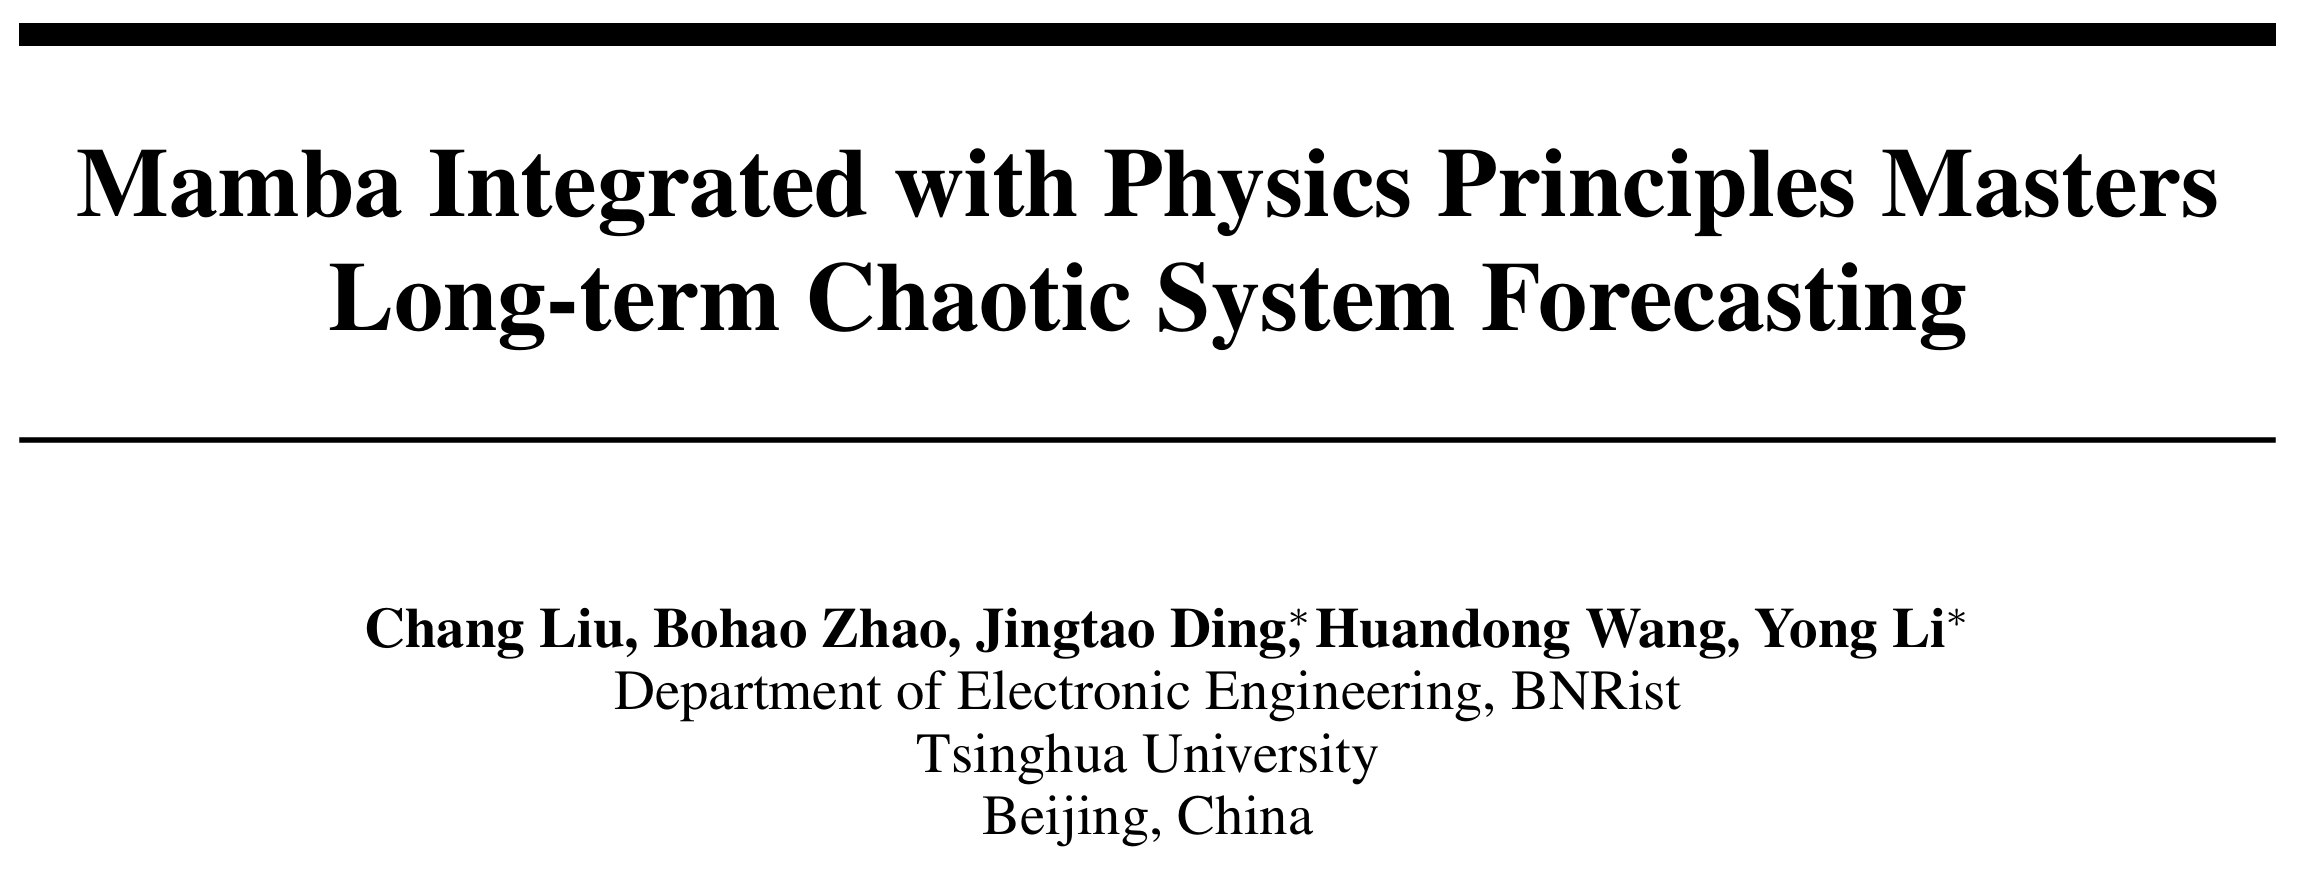 Mamba Integrated with Physics Principles Masters
Long-term Chaotic System Forecasting
Chang Liu, Bohao Zhao, Jingtao Ding,* Huandong Wang, Yong Li*
Department of Electronic Engineering, BNRist
Tsinghua University
Beijing, China